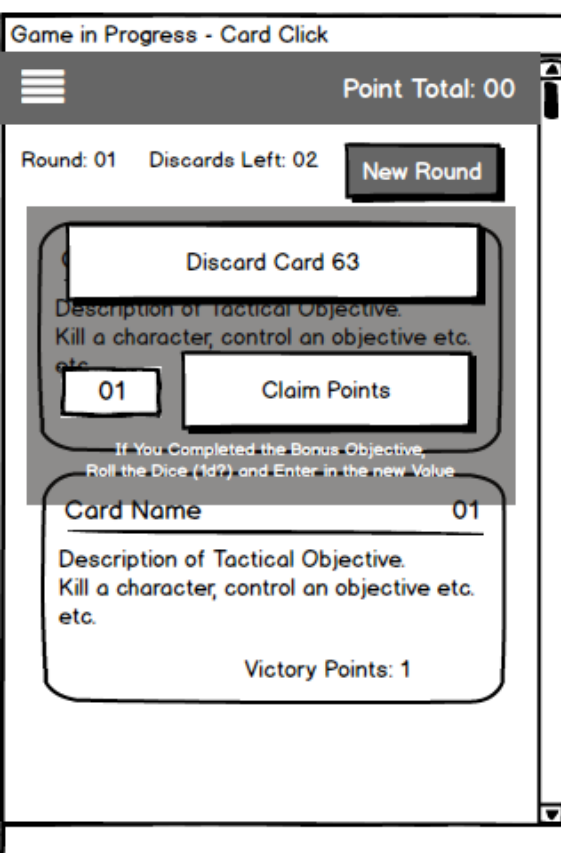 Game in Progress - Card Click
Point Total: 00
Round: 01 Discards Left: 02 New Round
Discard Card 63
Description of Tactical Objective.
Kill a character, control an objective etc.
etc.
01 Claim Points
If You Completed the Bonus Objective,
Roll the Dice (1d?) and Enter in the new Value
Card Name 01
Description of Tactical Objective.
Kill a character, control an objective etc.
etc.
Victory Points: 1